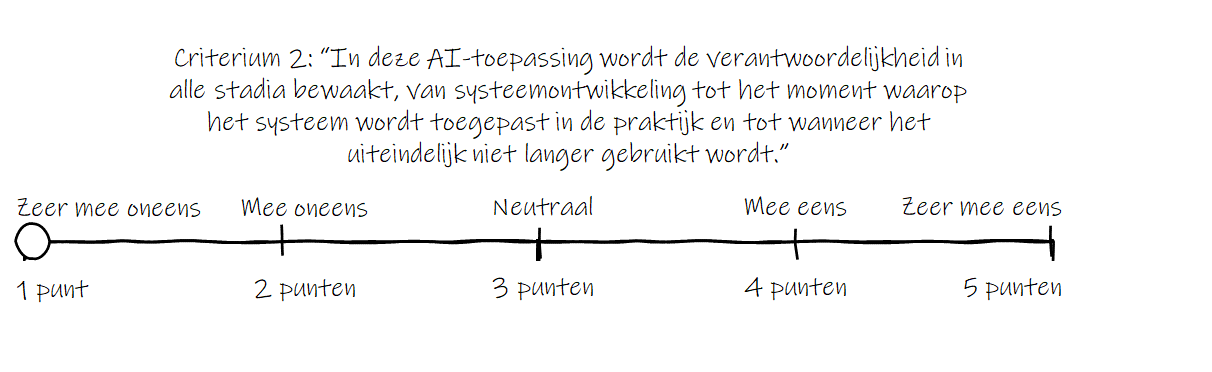 Criterium 2: “In deze AI-toepassing wordt de verantwoordelijkheid in
alle stadia bewaakt, van systeemontwikkeling tot het moment waarop
het systeem wordt toegepast in de praktijk en tot wanneer het
uiteindelijk niet langer gebruikt wordt.”
Zeer mee oneens Mee oneens Neutraal Mee eens Zeer mee eens
1 punt 2 punten 3 punten 4 punten 5 punten